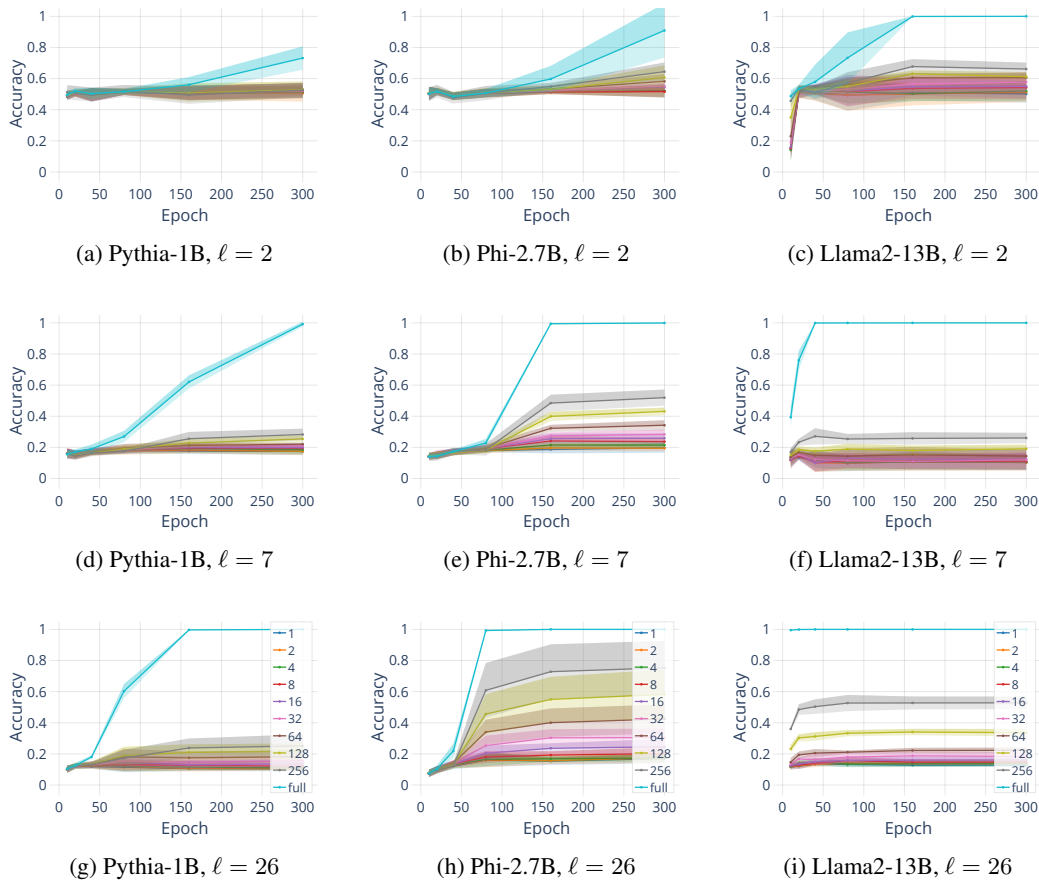 1
0.8
0.6
0.4
0.2
0
Accuracy
0 50 100 150 200 250 300
Epoch
(a) Pythia-1B, ℓ = 2
1
0.8
0.6
0.4
0.2
0
Accuracy
0 50 100 150 200 250 300
Epoch
(b) Phi-2.7B, ℓ = 2
1
0.8
0.6
0.4
0.2
0
Accuracy
0 50 100 150 200 250 300
Epoch
(c) Llama2-13B, ℓ = 2
1
0.8
0.6
0.4
0.2
0
Accuracy
0 50 100 150 200 250 300
Epoch
(d) Pythia-1B, ℓ = 7
1
0.8
0.6
0.4
0.2
0
Accuracy
0 50 100 150 200 250 300
Epoch
(e) Phi-2.7B, ℓ = 7
1
0.8
0.6
0.4
0.2
0
Accuracy
0 50 100 150 200 250 300
Epoch
(f) Llama2-13B, ℓ = 7
1
0.8
0.6
0.4
0.2
0
Accuracy
0 50 100 150 200 250 300
Epoch
1
2
4
8
16
32
64
128
256
full
(g) Pythia-1B, ℓ = 26
1
0.8
0.6
0.4
0.2
0
Accuracy
0 50 100 150 200 250 300
Epoch
1
2
4
8
16
32
64
128
256
full
(h) Phi-2.7B, ℓ = 26
1
0.8
0.6
0.4
0.2
0
Accuracy
0 50 100 150 200 250 300
Epoch
1
2
4
8
16
32
64
128
256
full
(i) Llama2-13B, ℓ = 26